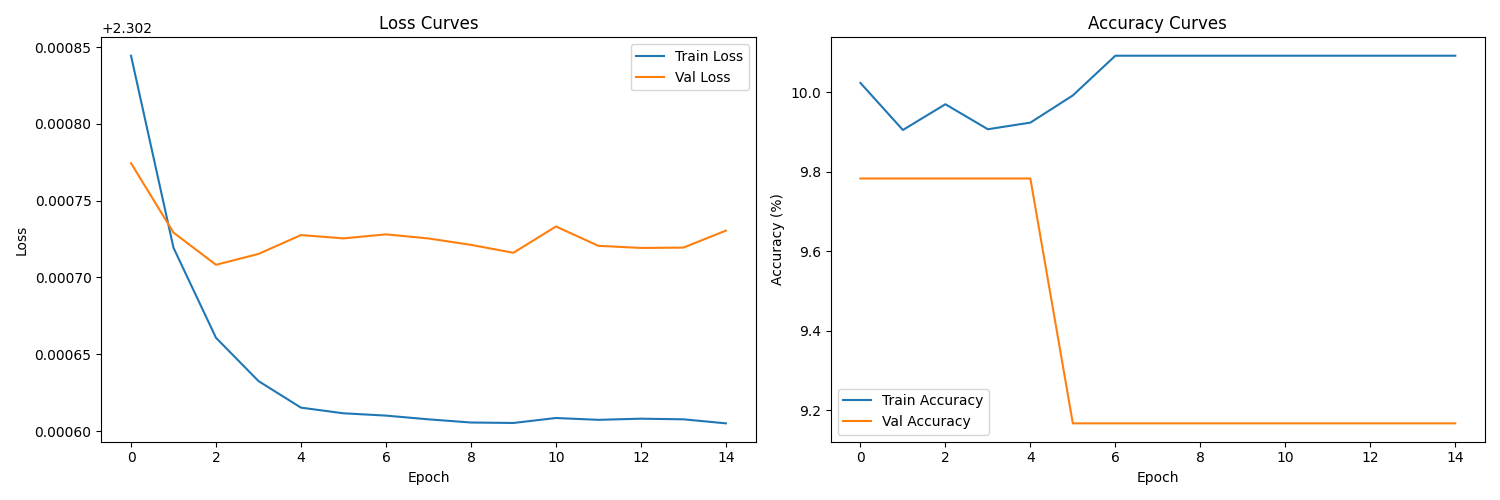 Loss Curves
+2.302
0.00085
0.00080
0.00075
0.00070
0.00065
0.00060
Loss
Train Loss
Val Loss
0 2 4 6 8 10 12 14
Epoch
Accuracy Curves
10.0
9.8
9.6
9.4
9.2
Accuracy (%)
Train Accuracy
Val Accuracy
0 2 4 6 8 10 12 14
Epoch